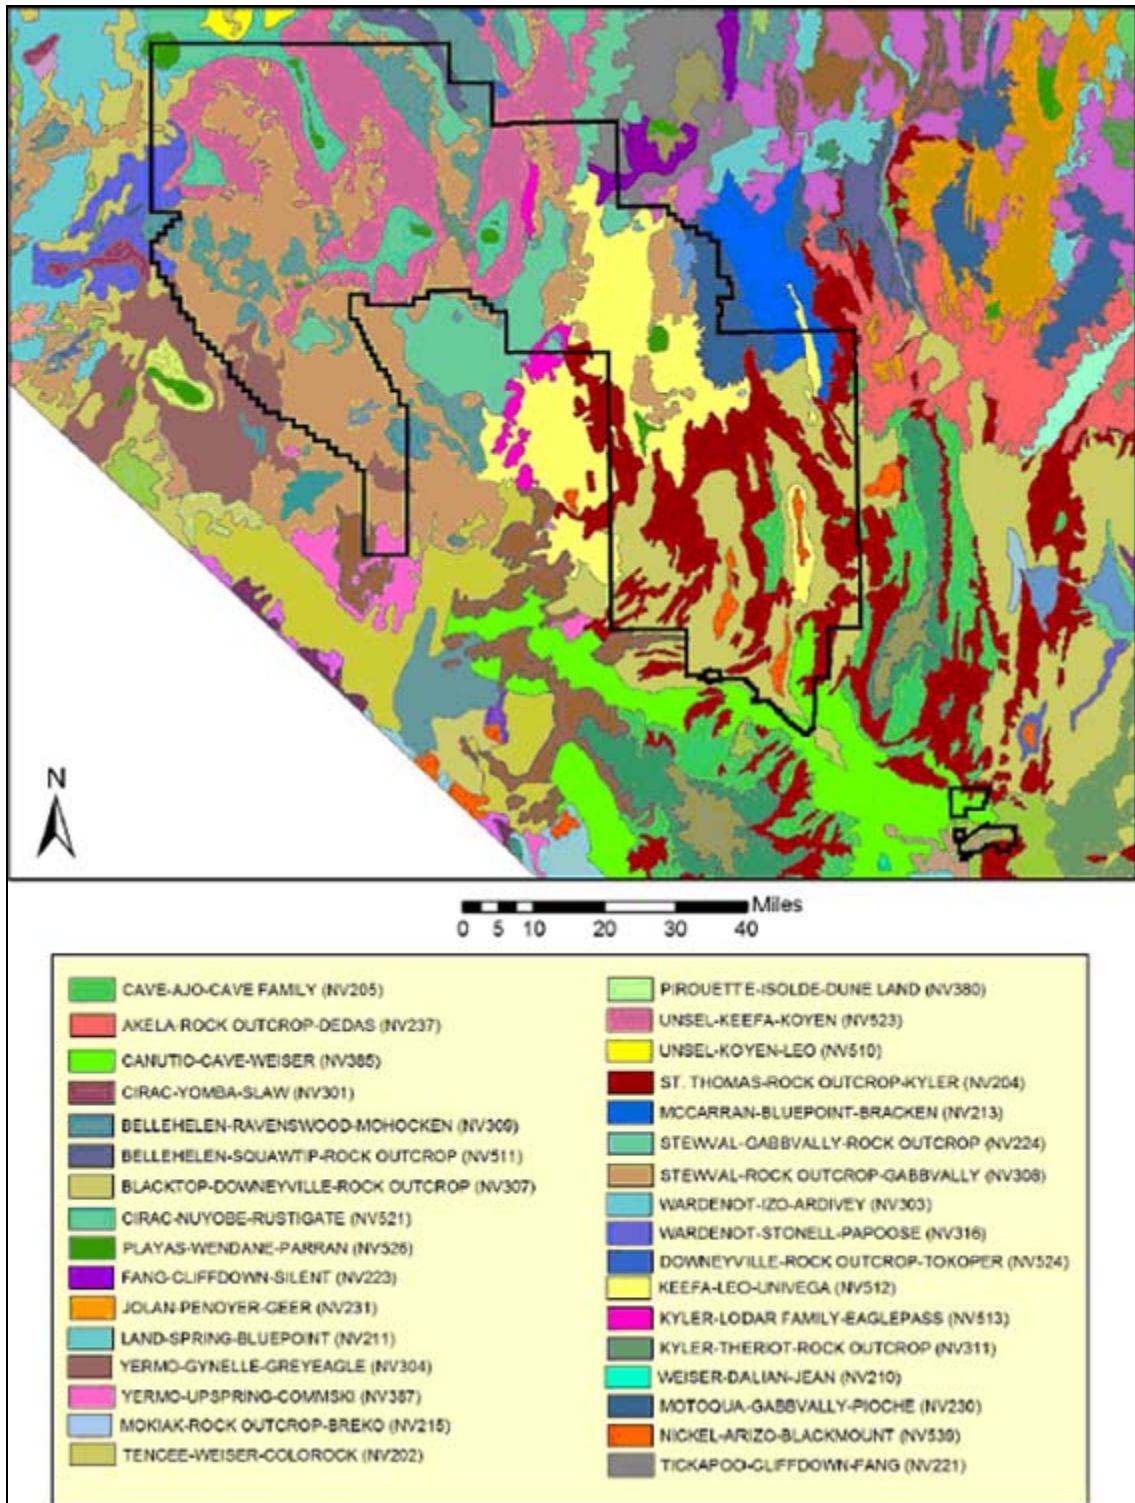 N
Miles
0 5 10 20 30 40
CAVE-AJO-CAVE FAMILY (NV205)
AKELA-ROCK OUTCROP-DEDAS (NV237)
CANUTIO-CAVE-WEISER (NV385)
CIRAC-YOMBA-SLAW (NV301)
BELLEHELEN-RAVENSWOOD-MOHOCKEN (NV309)
BELLEHELEN-SQUAWTIP-ROCK OUTCROP (NV511)
BLACKTOP-DOWNEYVILLE-ROCK OUTCROP (NV307)
CIRAC-NUYOBE-RUSTIGATE (NV521)
PLAYAS-WENDANE-PARRAN (NV526)
FANG-CLIFFDOWN-SILENT (NV223)
JOLAN-PENOYER-GEER (NV231)
LAND-SPRING-BLUEPOINT (NV211)
YERMO-GYNELLE-GREYEAGLE (NV304)
YERMO-UPSPRING-COMMSKI (NV387)
MOKIAK-ROCK OUTCROP-BREKO (NV215)
TENCEE-WEISER-COLOROCK (NV202)
PIROUETTE-ISOLDE-DUNE LAND (NV380)
UNSEL-KEEFA-KOYEN (NV523)
UNSEL-KOYEN-LEO (NV510)
ST. THOMAS-ROCK OUTCROP-KYLER (NV204)
MCCARRAN-BLUEPOINT-BRACKEN (NV213)
STEWVAL-GABBVALLY-ROCK OUTCROP (NV224)
STEWVAL-ROCK OUTCROP-GABBVALLY (NV308)
WARDENOT-IZO-ARDIVEY (NV303)
WARDENOT-STONELL-PAPOOSE (NV316)
DOWNEYVILLE-ROCK OUTCROP-TOKOPER (NV524)
KEEFA-LEO-UNIVEGA (NV512)
KYLER-LODAR FAMILY-EAGLEPASS (NV513)
KYLER-THERIOT-ROCK OUTCROP (NV311)
WEISER-DALIAN-JEAN (NV210)
MOTOQUA-GABBVALLY-PIOCHE (NV230)
NICKEL-ARIZO-BLACKMOUNT (NV539)
TICKAPOO-CLIFFDOWN-FANG (NV221)